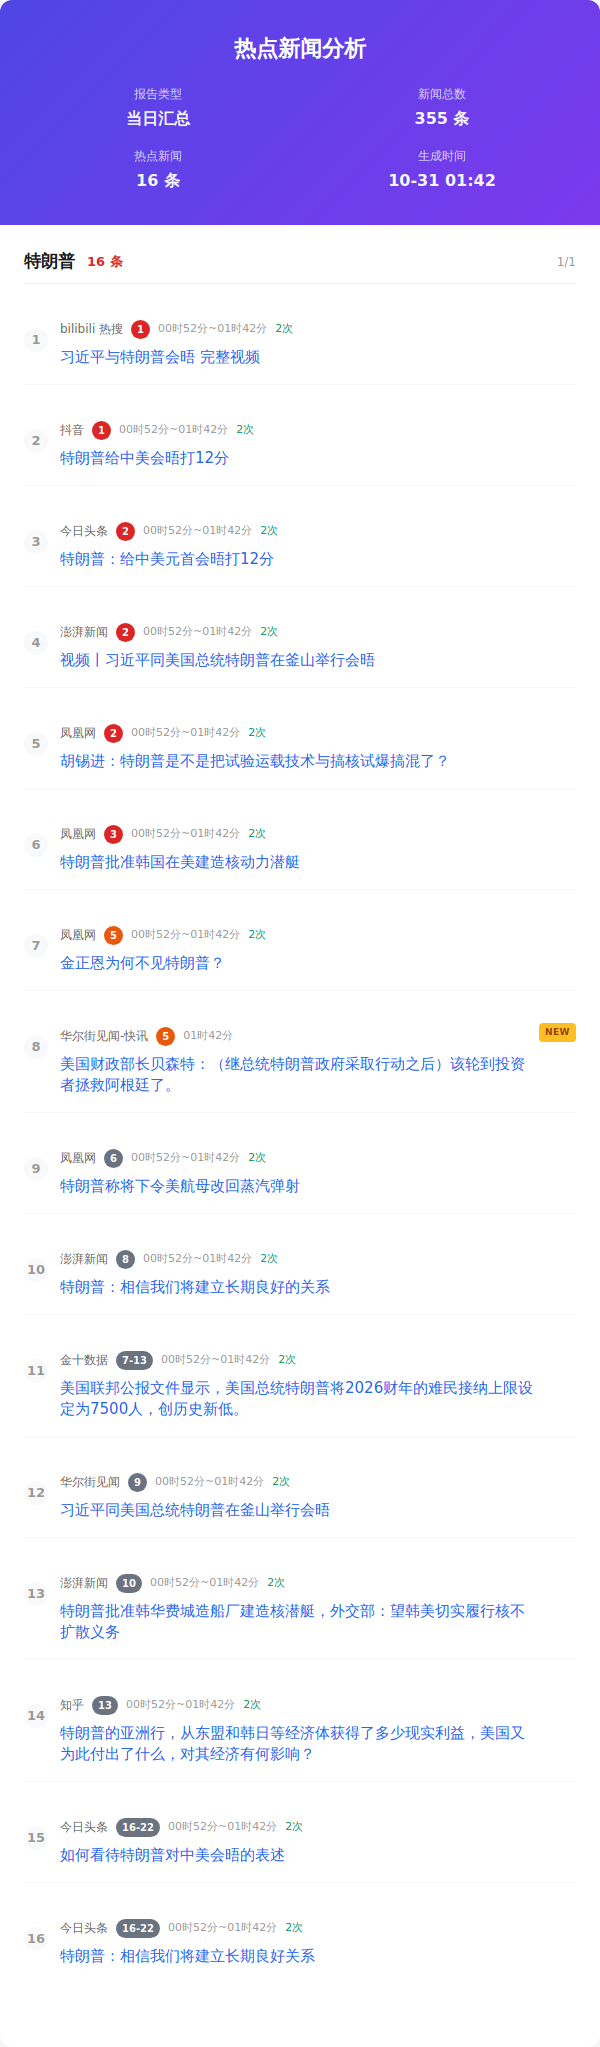 热点新闻分析
报告类型 新闻总数
当日汇总 355 条
热点新闻 生成时间
16 条 10-31 01:42
特朗普 16 条 1/1
1 bilibili 热搜 1 00时52分~01时42分 2次
习近平与特朗普会晤 完整视频
2 抖音 1 00时52分~01时42分 2次
特朗普给中美会晤打12分
3 今日头条 2 00时52分~01时42分 2次
特朗普：给中美元首会晤打12分
4 澎湃新闻 2 00时52分~01时42分 2次
视频丨习近平同美国总统特朗普在釜山举行会晤
5 凤凰网 2 00时52分~01时42分 2次
胡锡进：特朗普是不是把试验运载技术与搞核试爆搞混了？
6 凤凰网 3 00时52分~01时42分 2次
特朗普批准韩国在美建造核动力潜艇
7 凤凰网 5 00时52分~01时42分 2次
金正恩为何不见特朗普？
8 华尔街见闻-快讯 5 01时42分 NEW
美国财政部长贝森特：（继总统特朗普政府采取行动之后）该轮到投资
者拯救阿根廷了。
9 凤凰网 6 00时52分~01时42分 2次
特朗普称将下令美航母改回蒸汽弹射
10 澎湃新闻 8 00时52分~01时42分 2次
特朗普：相信我们将建立长期良好的关系
11 金十数据 7-13 00时52分~01时42分 2次
美国联邦公报文件显示，美国总统特朗普将2026财年的难民接纳上限设
定为7500人，创历史新低。
12 华尔街见闻 9 00时52分~01时42分 2次
习近平同美国总统特朗普在釜山举行会晤
13 澎湃新闻 10 00时52分~01时42分 2次
特朗普批准韩华费城造船厂建造核潜艇，外交部：望韩美切实履行核不
扩散义务
14 知乎 13 00时52分~01时42分 2次
特朗普的亚洲行，从东盟和韩日等经济体获得了多少现实利益，美国又
为此付出了什么，对其经济有何影响？
15 今日头条 16-22 00时52分~01时42分 2次
如何看待特朗普对中美会晤的表述
16 今日头条 16-22 00时52分~01时42分 2次
特朗普：相信我们将建立长期良好关系